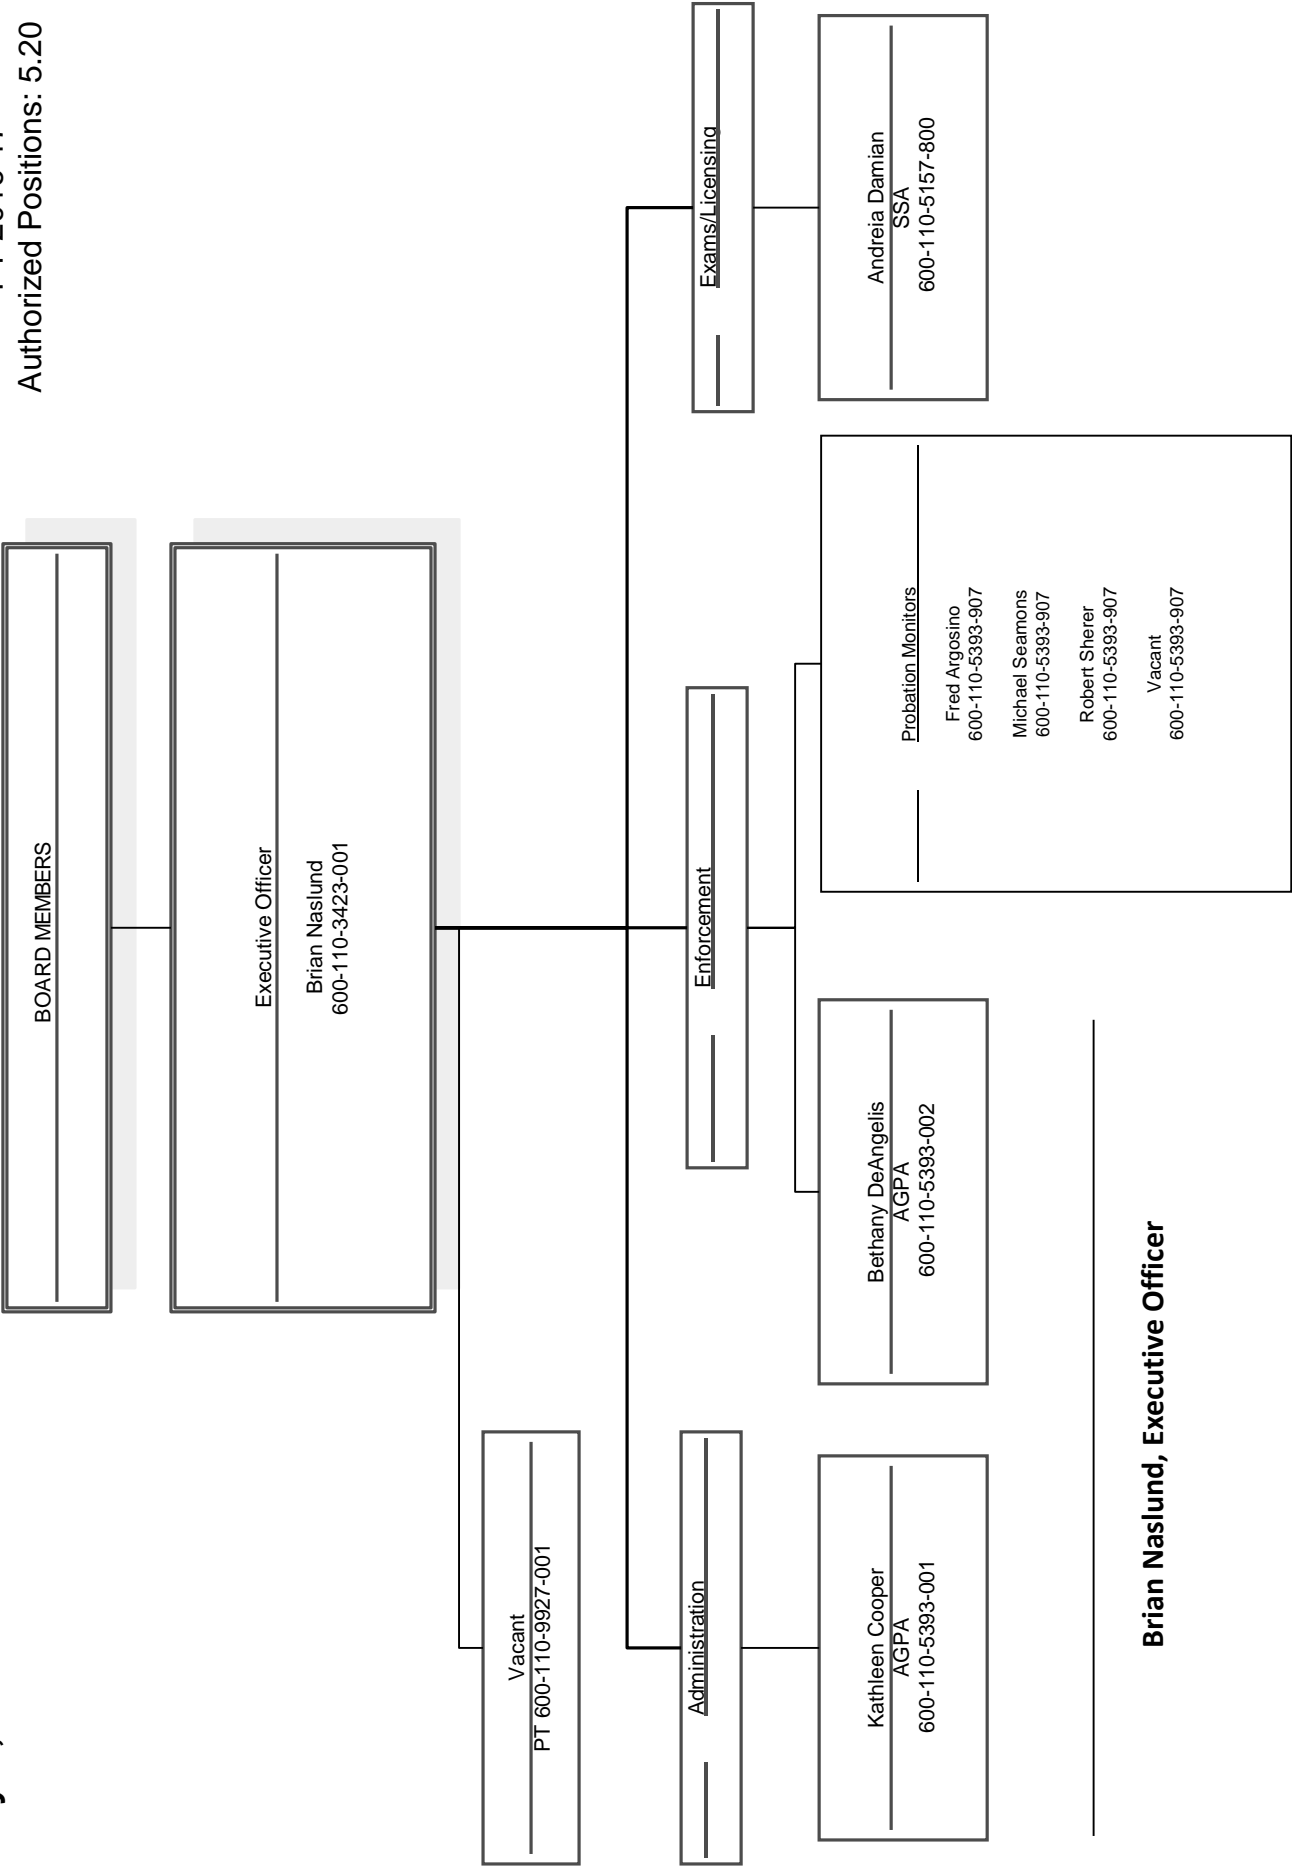 Authorized Positions: 5.20
BOARD MEMBERS
Executive Officer
Brian Naslund
600-110-3423-001
Vacant
PT 600-110-9927-001
Administration
Enforcement
Exams/Licensing
Kathleen Cooper
AGPA
600-110-5393-001
Bethany DeAngelis
AGPA
600-110-5393-002
Probation Monitors
Fred Argosino
600-110-5393-907
Michael Seamons
600-110-5393-907
Robert Sherer
600-110-5393-907
Vacant
600-110-5393-907
Andreia Damian
SSA
600-110-5157-800
Brian Naslund, Executive Officer